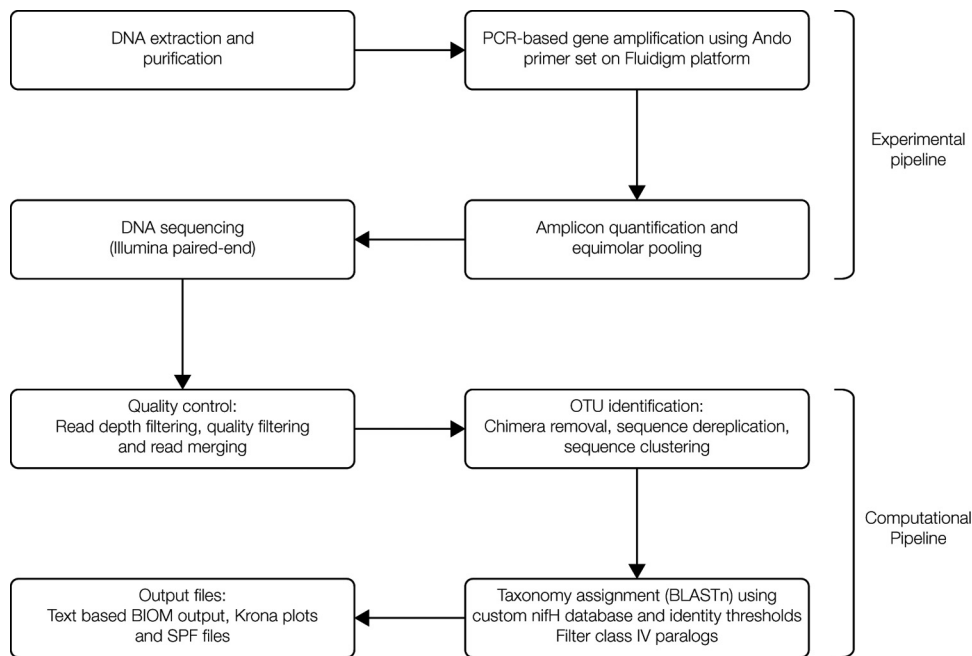 DNA extraction and
purification
PCR-based gene amplification using Ando
primer set on Fluidigm platform
Experimental
pipeline
DNA sequencing
(Illumina paired-end)
Amplicon quantification and
equimolar pooling
Quality control:
Read depth filtering, quality filtering
and read merging
OTU identification:
Chimera removal, sequence dereplication,
sequence clustering
Computational
Pipeline
Output files:
Text based BIOM output, Krona plots
and SPF files
Taxonomy assignment (BLASTn) using
custom nifH database and identity thresholds
Filter class IV paralogs